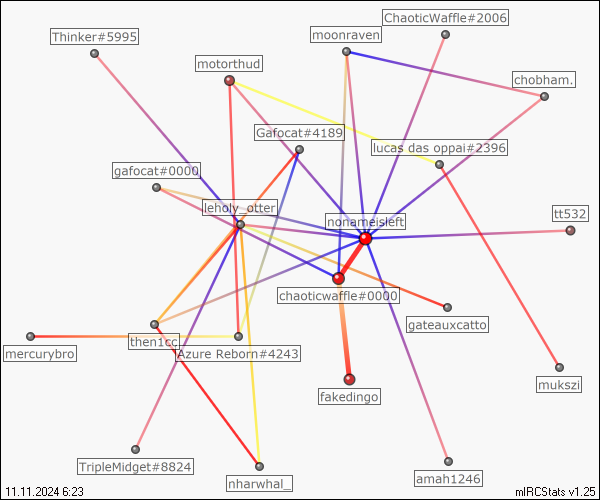 ChaoticWaffle#2006
Thinker#5995
moonraven
motorthud
chobham.
Gafocat#4189
lucas das oppai#2396
gafocat#0000
leholy_otter
nonameisleft
tt532
chaoticwaffle#0000
gateauxcatto
then1cc
mercurybro
Azure Reborn#4243
mukszi
fakedingo
TripleMidget#8824
amah1246
nharwhal_
11.11.2024 6:23
mIRCStats v1.25